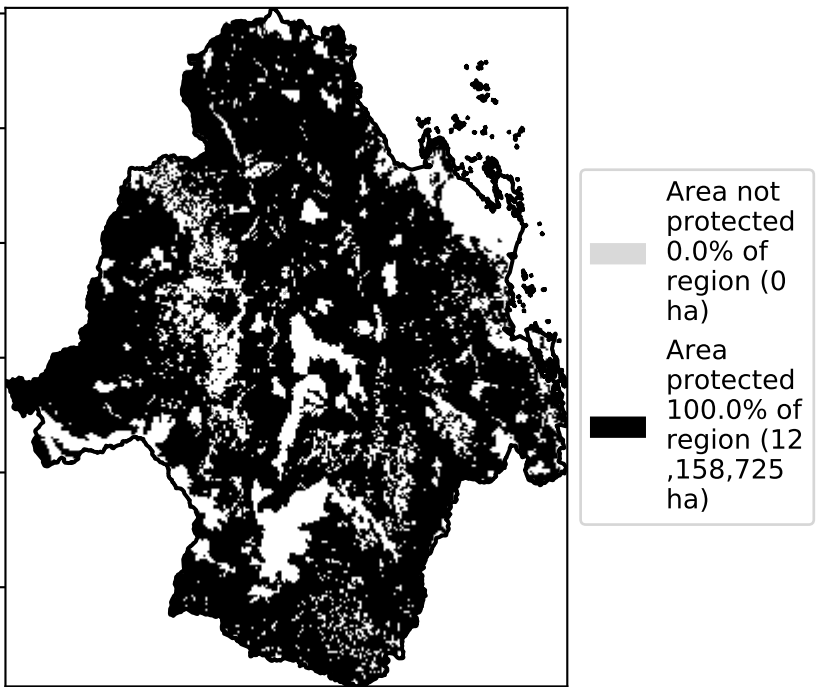 Area not
protected
0.0% of
region (0
ha)
Area
protected
100.0% of
region (12
,158,725
ha)